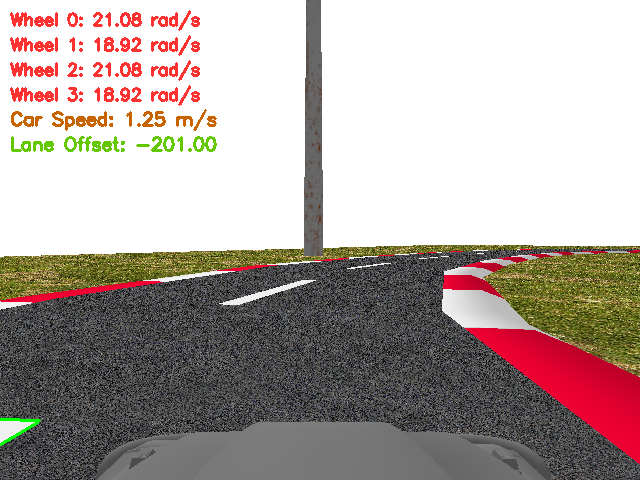 Wheel 0: 21.08 rad/s
Wheel 1: 18.92 rad/s
Wheel 2: 21.08 rad/s
Wheel 3: 18.92 rad/s
Car Speed: 1.25 m/s
Lane Offset: -201.00